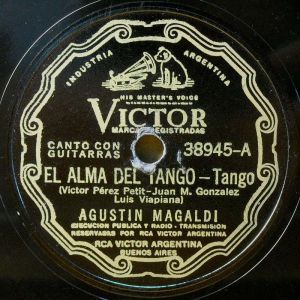 INDUSTRIA ARGENTINA
HIS MASTER'S VOICE
VICTOR
MARCAS REGISTRADAS
CANTO CON
GUITARRAS
38945-A
EL ALMA DEL TANGO - Tango
(Victor Pérez Petit-Juan M. Gonzalez
Luis Viapiana)
AGUSTIN MAGALDI
EJECUCION PUBLICA Y RADIO-TRANSMISION
RESERVADAS POR RCA VICTOR ARGENTINA
RCA VICTOR ARGENTINA
BUENOS AIRES